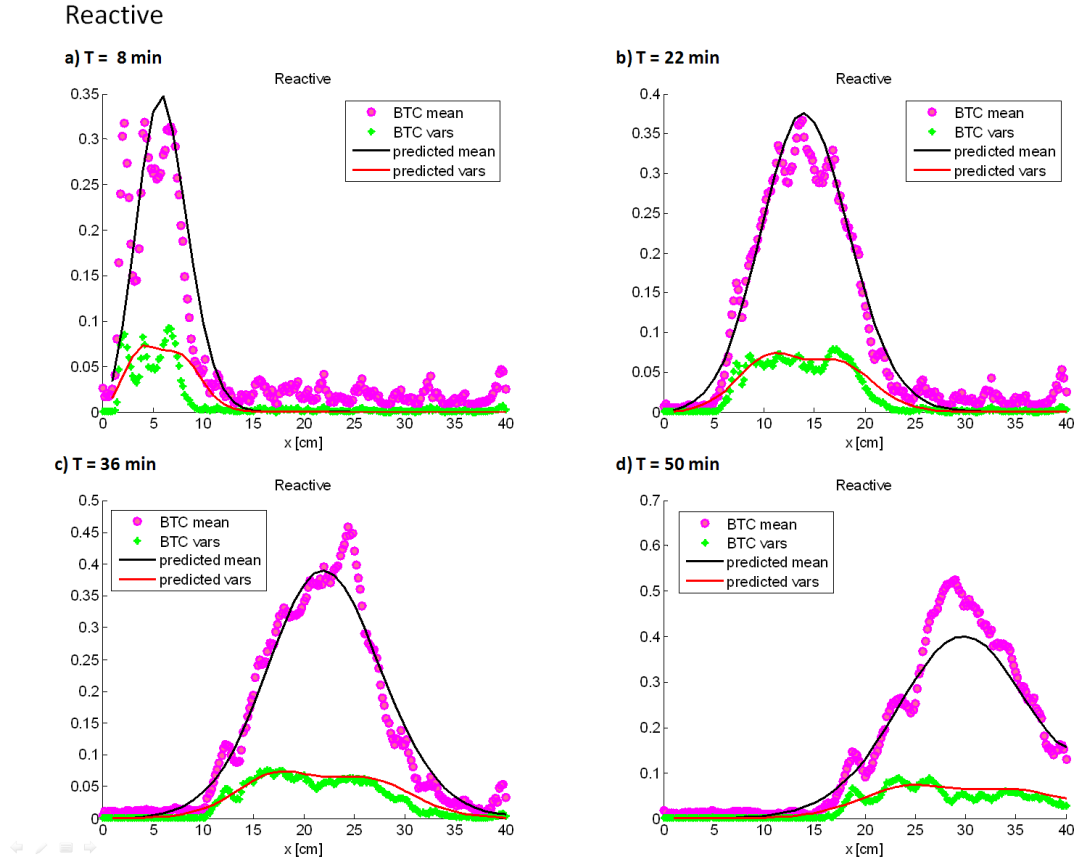 Reactive
a) T = 8 min
Reactive
0.35
0.3
0.25
0.2
0.15
0.1
0.05
0
0 5 10 15 20 25 30 35 40
x [cm]
BTC mean
BTC vars
predicted mean
predicted vars
b) T = 22 min
Reactive
0.4
0.35
0.3
0.25
0.2
0.15
0.1
0.05
0
0 5 10 15 20 25 30 35 40
x [cm]
BTC mean
BTC vars
predicted mean
predicted vars
c) T = 36 min
Reactive
0.5
0.45
0.4
0.35
0.3
0.25
0.2
0.15
0.1
0.05
0
0 5 10 15 20 25 30 35 40
x [cm]
BTC mean
BTC vars
predicted mean
predicted vars
d) T = 50 min
Reactive
0.7
0.6
0.5
0.4
0.3
0.2
0.1
0
0 5 10 15 20 25 30 35 40
x [cm]
BTC mean
BTC vars
predicted mean
predicted vars